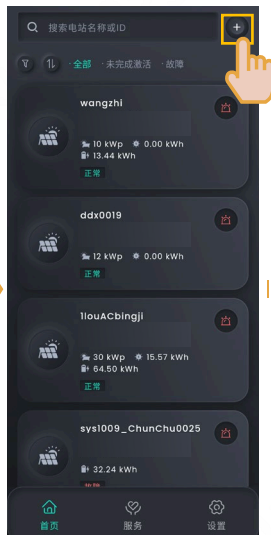 搜索电站名称或ID
全部 ·未完成激活 ·故障
wangzhi
10 kWp 0.00 kWh
13.44 kWh
正常
ddx0019
12 kWp 0.00 kWh
正常
1louACbingji
30 kWp 15.57 kWh
64.50 kWh
正常
sys1009_ChunChu0025
32.24 kWh
故障
首页 服务 设置